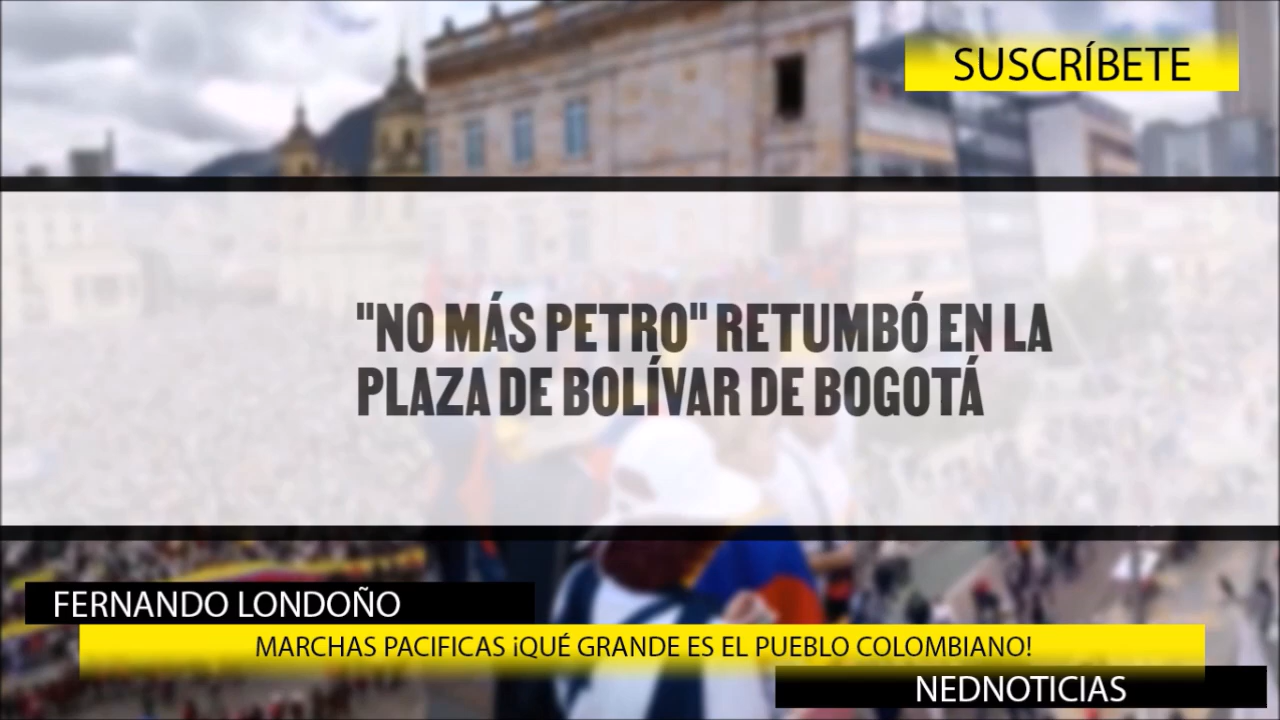 SUSCRÍBETE
"NO MÁS PETRO" RETUMBÓ EN LA
PLAZA DE BOLÍVAR DE BOGOTÁ
FERNANDO LONDOÑO
MARCHAS PACIFICAS ¡QUÉ GRANDE ES EL PUEBLO COLOMBIANO!
NEDNOTICIAS